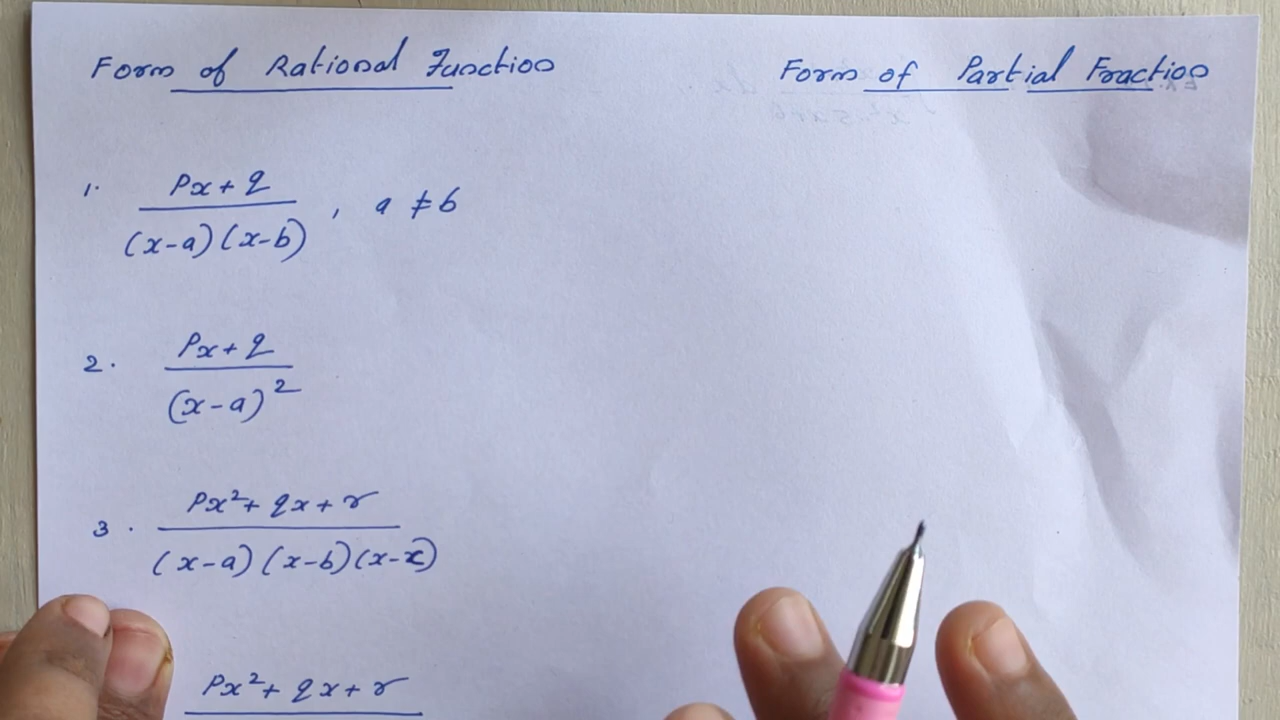 Form of Rational Function
Form of Partial Fraction
1. px + q
(x-a)(x-b) , a ≠ b
2. px + q
(x-a)²
3. px² + qx + r
(x-a)(x-b)(x-c)
px² + qx + r